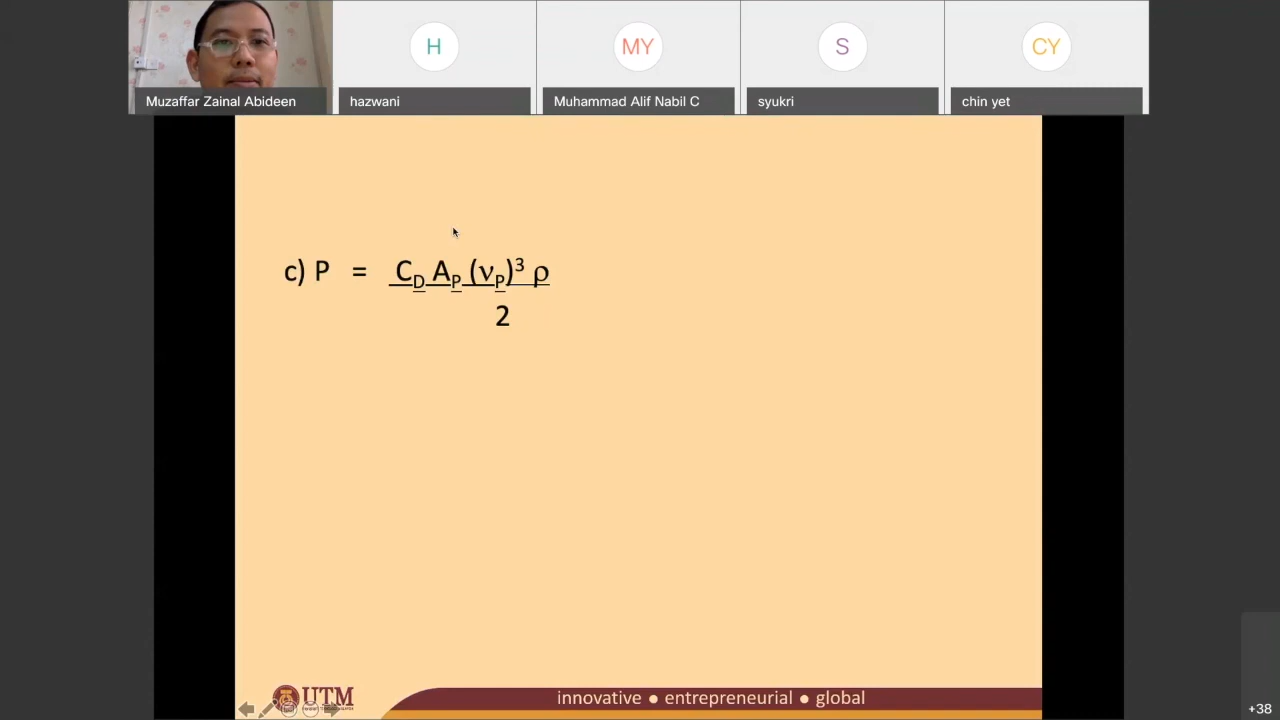 H
MY
S
CY
Muzaffar Zainal Abideen
hazwani
Muhammad Alif Nabil C
syukri
chin yet
c) P = C_D A_P (ν_P)³ ρ
2
UTM
innovative ● entrepreneurial ● global
+38